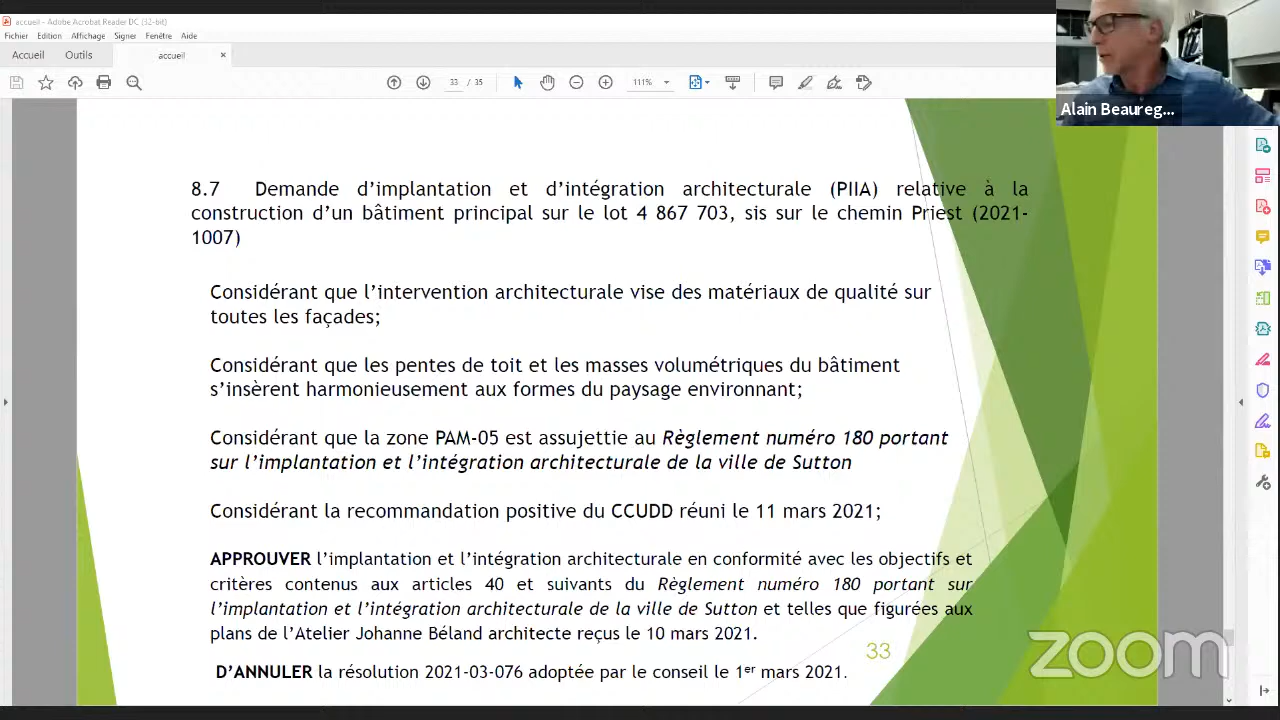 accueil - Adobe Acrobat Reader DC (32-bit)
Fichier Edition Affichage Signer Fenêtre Aide
Accueil Outils accueil ×
33 / 35 111%
Alain Beaureg...
8.7 Demande d’implantation et d’intégration architecturale (PIIA) relative à la
construction d’un bâtiment principal sur le lot 4 867 703, sis sur le chemin Priest (2021-
1007)
Considérant que l’intervention architecturale vise des matériaux de qualité sur
toutes les façades;
Considérant que les pentes de toit et les masses volumétriques du bâtiment
s’insèrent harmonieusement aux formes du paysage environnant;
Considérant que la zone PAM-05 est assujettie au Règlement numéro 180 portant
sur l’implantation et l’intégration architecturale de la ville de Sutton
Considérant la recommandation positive du CCUDD réuni le 11 mars 2021;
APPROUVER l’implantation et l’intégration architecturale en conformité avec les objectifs et
critères contenus aux articles 40 et suivants du Règlement numéro 180 portant sur
l’implantation et l’intégration architecturale de la ville de Sutton et telles que figurées aux
plans de l’Atelier Johanne Béland architecte reçus le 10 mars 2021.
33
D’ANNULER la résolution 2021-03-076 adoptée par le conseil le 1er mars 2021.
zoom